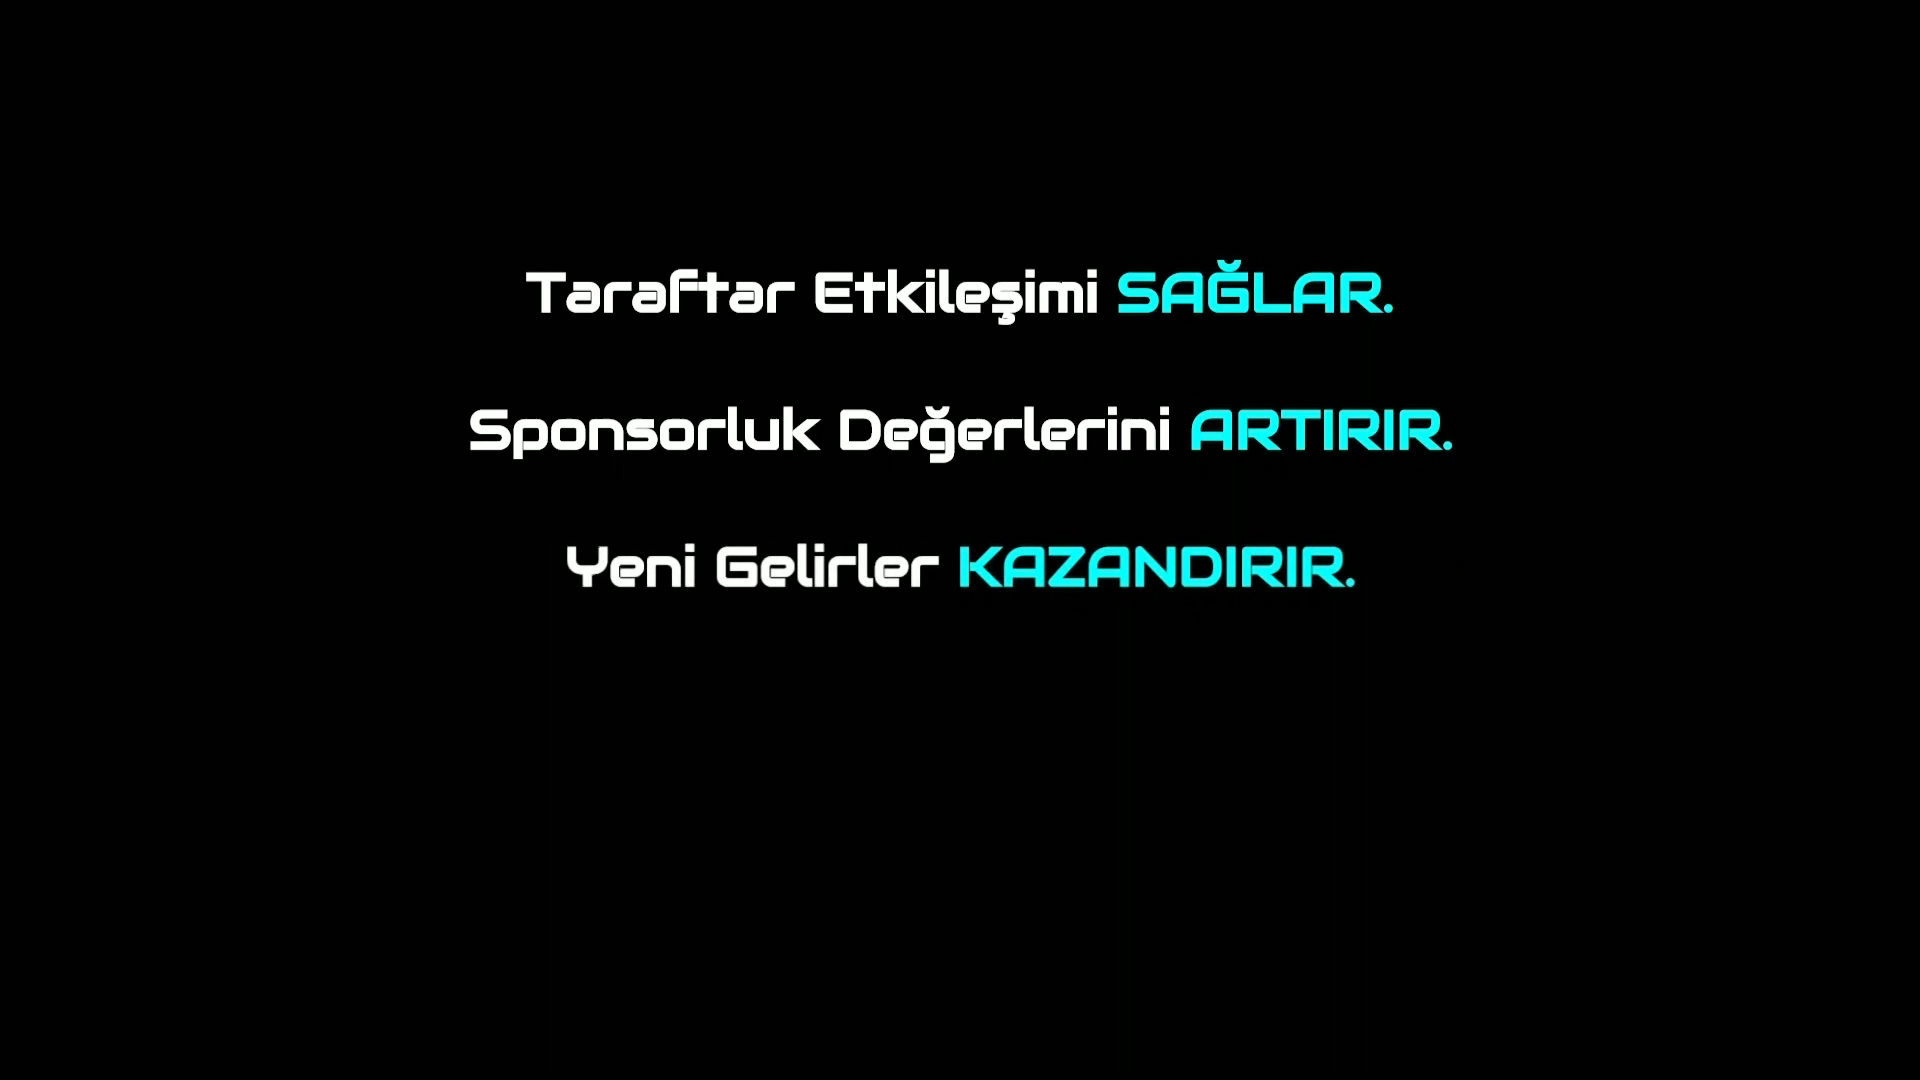 Taraftar Etkileşimi SAĞLAR.
Sponsorluk Değerlerini ARTIRIR.
Yeni Gelirler KAZANDIRIR.